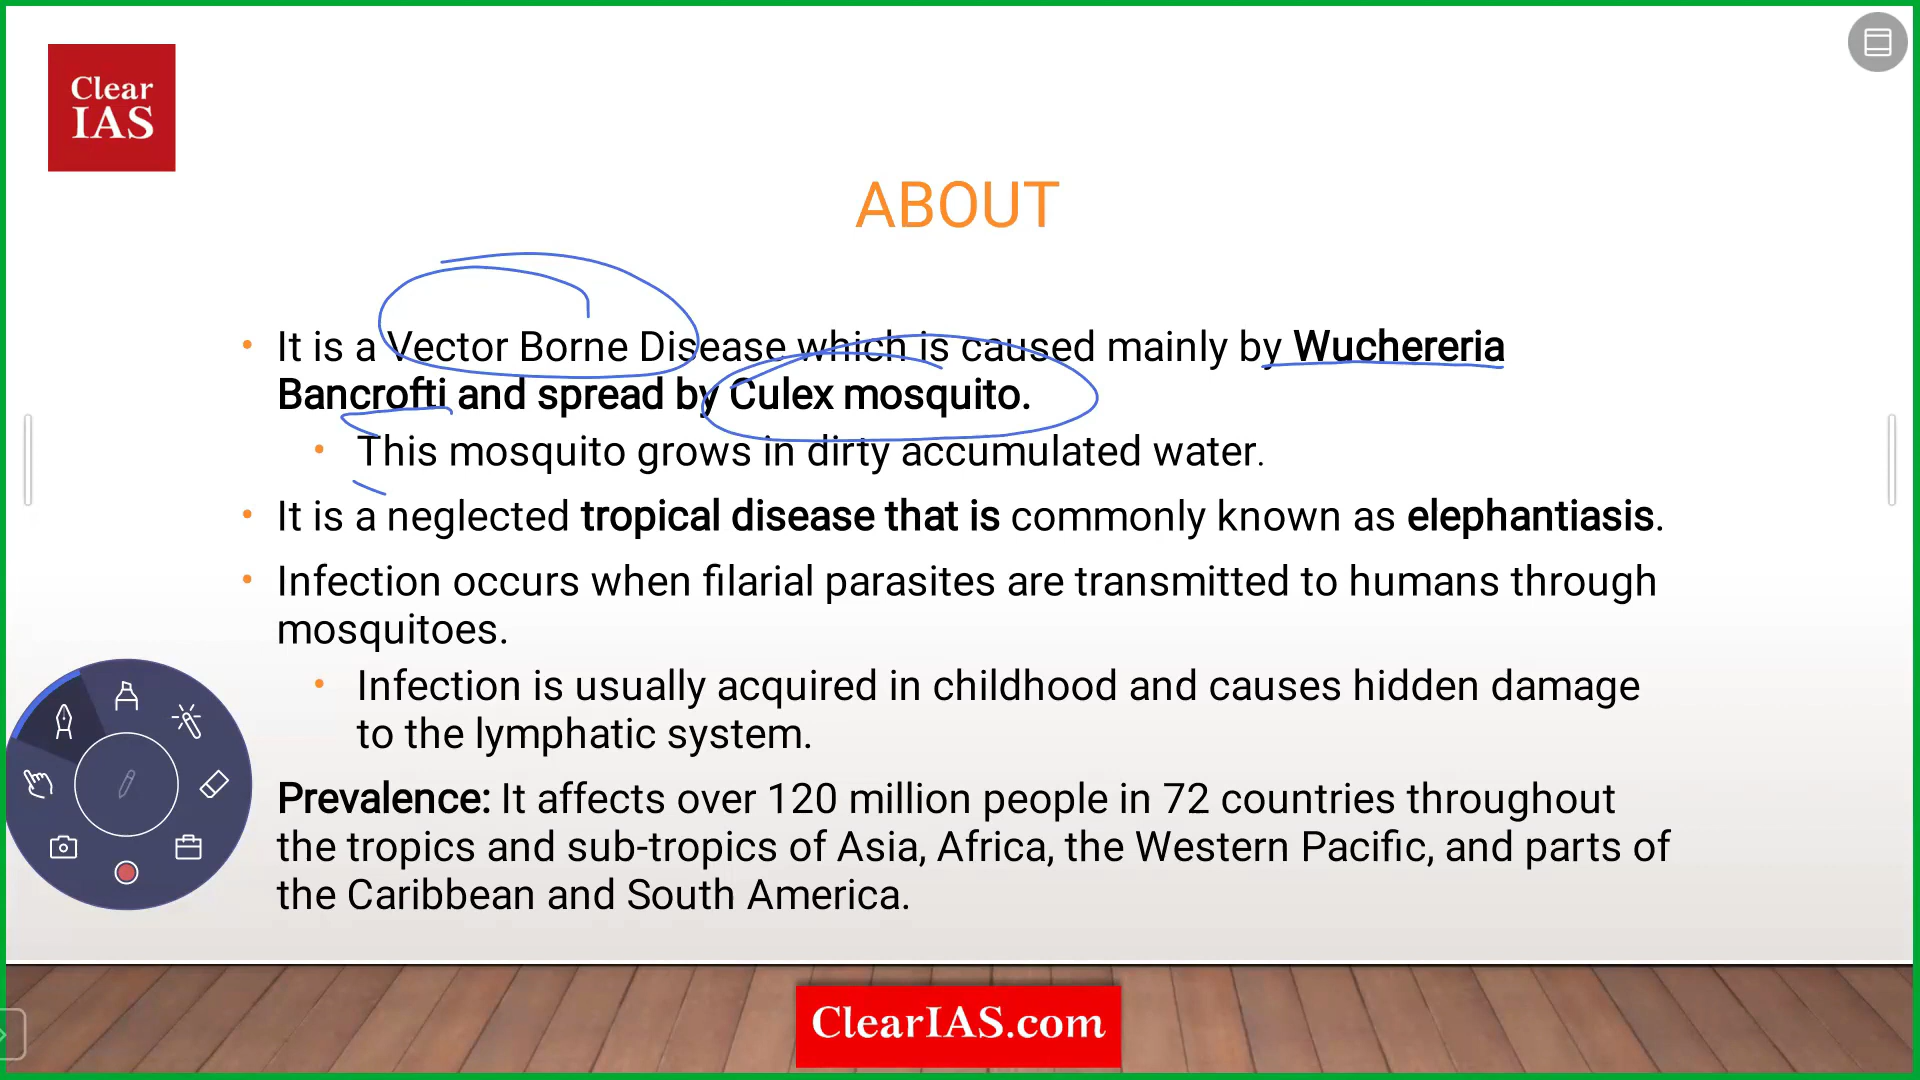 Clear
IAS
ABOUT
• It is a Vector Borne Disease which is caused mainly by Wuchereria
Bancrofti and spread by Culex mosquito.
• This mosquito grows in dirty accumulated water.
• It is a neglected tropical disease that is commonly known as elephantiasis.
• Infection occurs when filarial parasites are transmitted to humans through
mosquitoes.
• Infection is usually acquired in childhood and causes hidden damage
to the lymphatic system.
Prevalence: It affects over 120 million people in 72 countries throughout
the tropics and sub-tropics of Asia, Africa, the Western Pacific, and parts of
the Caribbean and South America.
ClearIAS.com